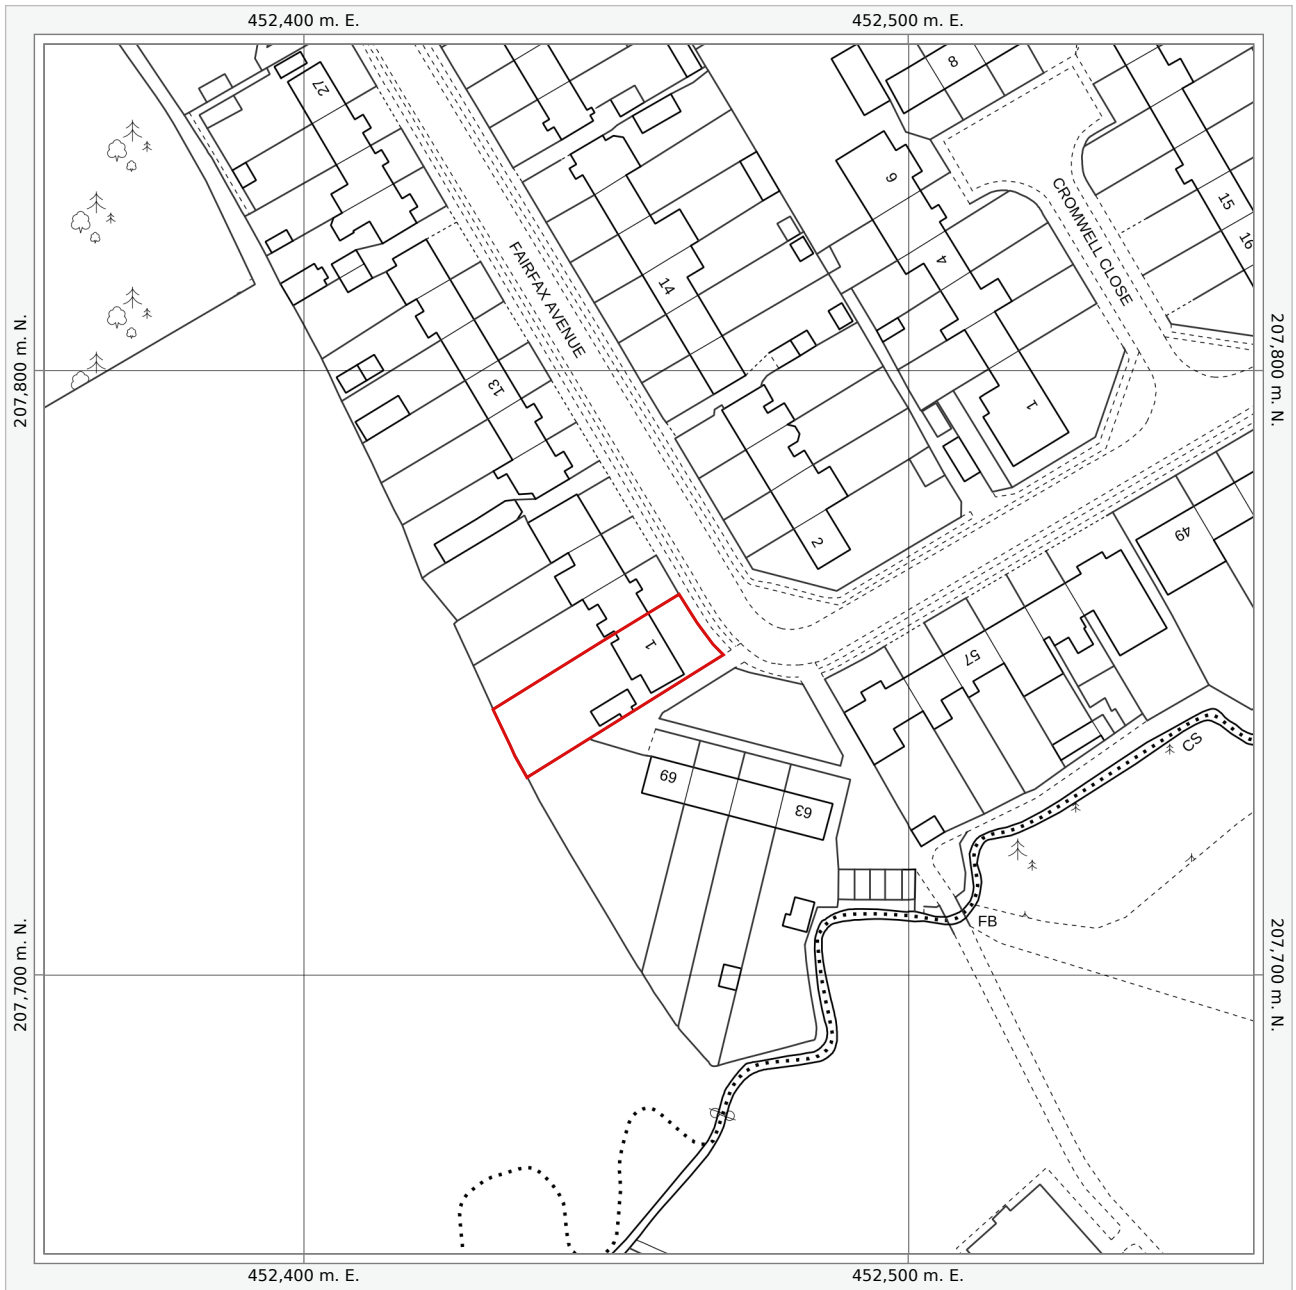 452,400 m. E.
452,500 m. E.
8
27
9
15
CROMWELL CLOSE
16
4
FAIRFAX AVENUE
14
207,800 m. N.
207,800 m. N.
13
1
49
2
1
57
CS
69
63
FB
207,700 m. N.
207,700 m. N.
452,400 m. E.
452,500 m. E.